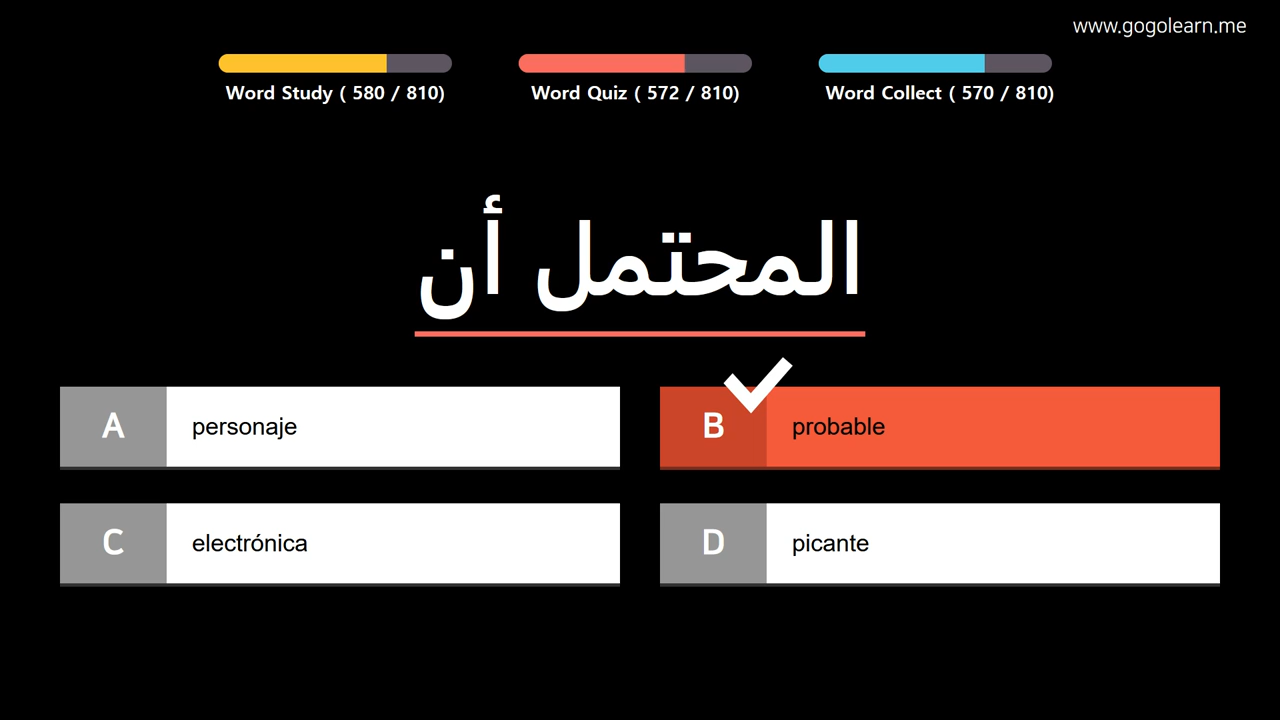 www.gogolearn.me
Word Study ( 580 / 810)
Word Quiz ( 572 / 810)
Word Collect ( 570 / 810)
المحتمل أن
A personaje
B probable
C electrónica
D picante